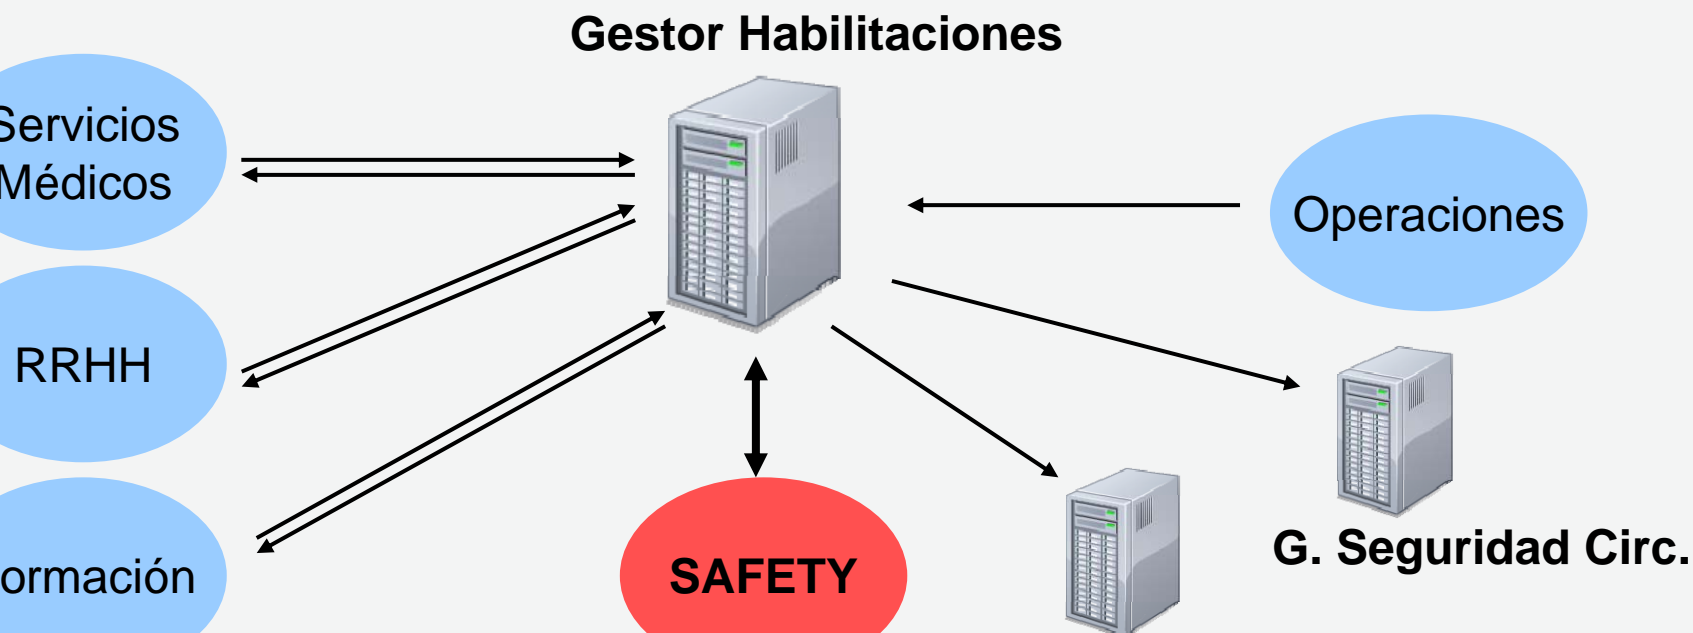 Gestor Habilitaciones
Servicios
Médicos
Operaciones
RRHH
G. Seguridad Circ.
ormación
SAFETY